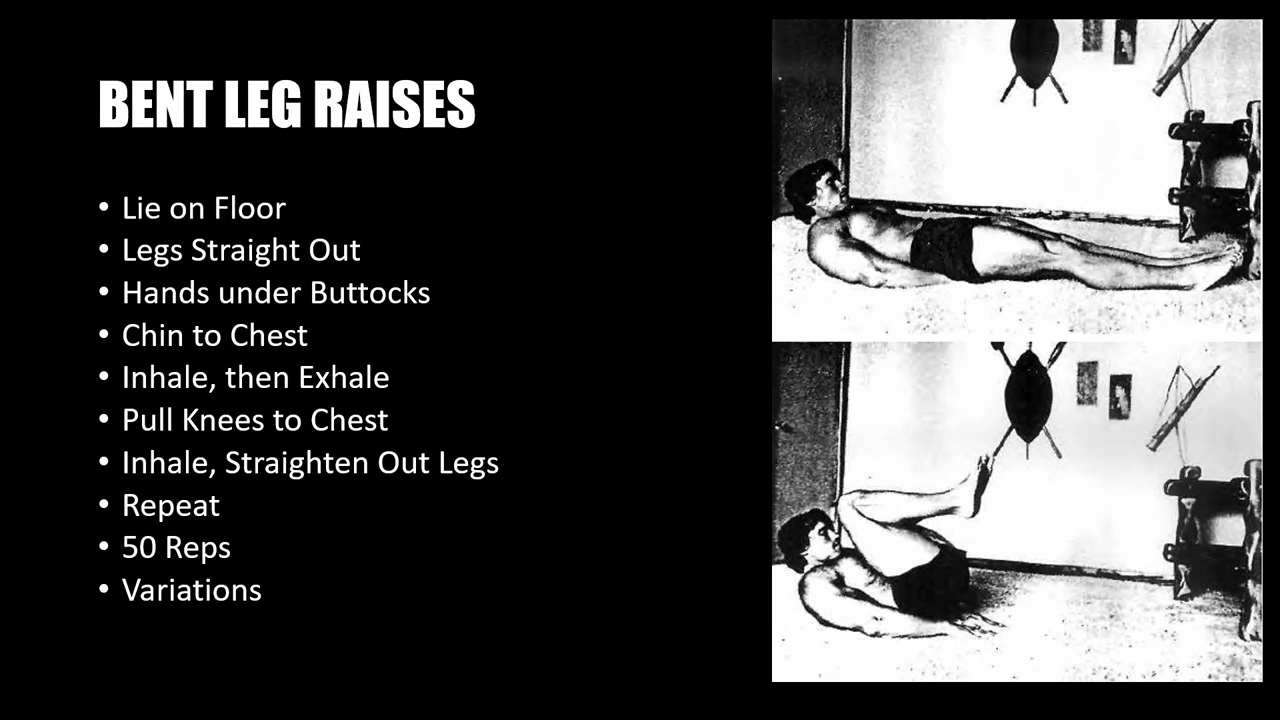 BENT LEG RAISES
• Lie on Floor
• Legs Straight Out
• Hands under Buttocks
• Chin to Chest
• Inhale, then Exhale
• Pull Knees to Chest
• Inhale, Straighten Out Legs
• Repeat
• 50 Reps
• Variations